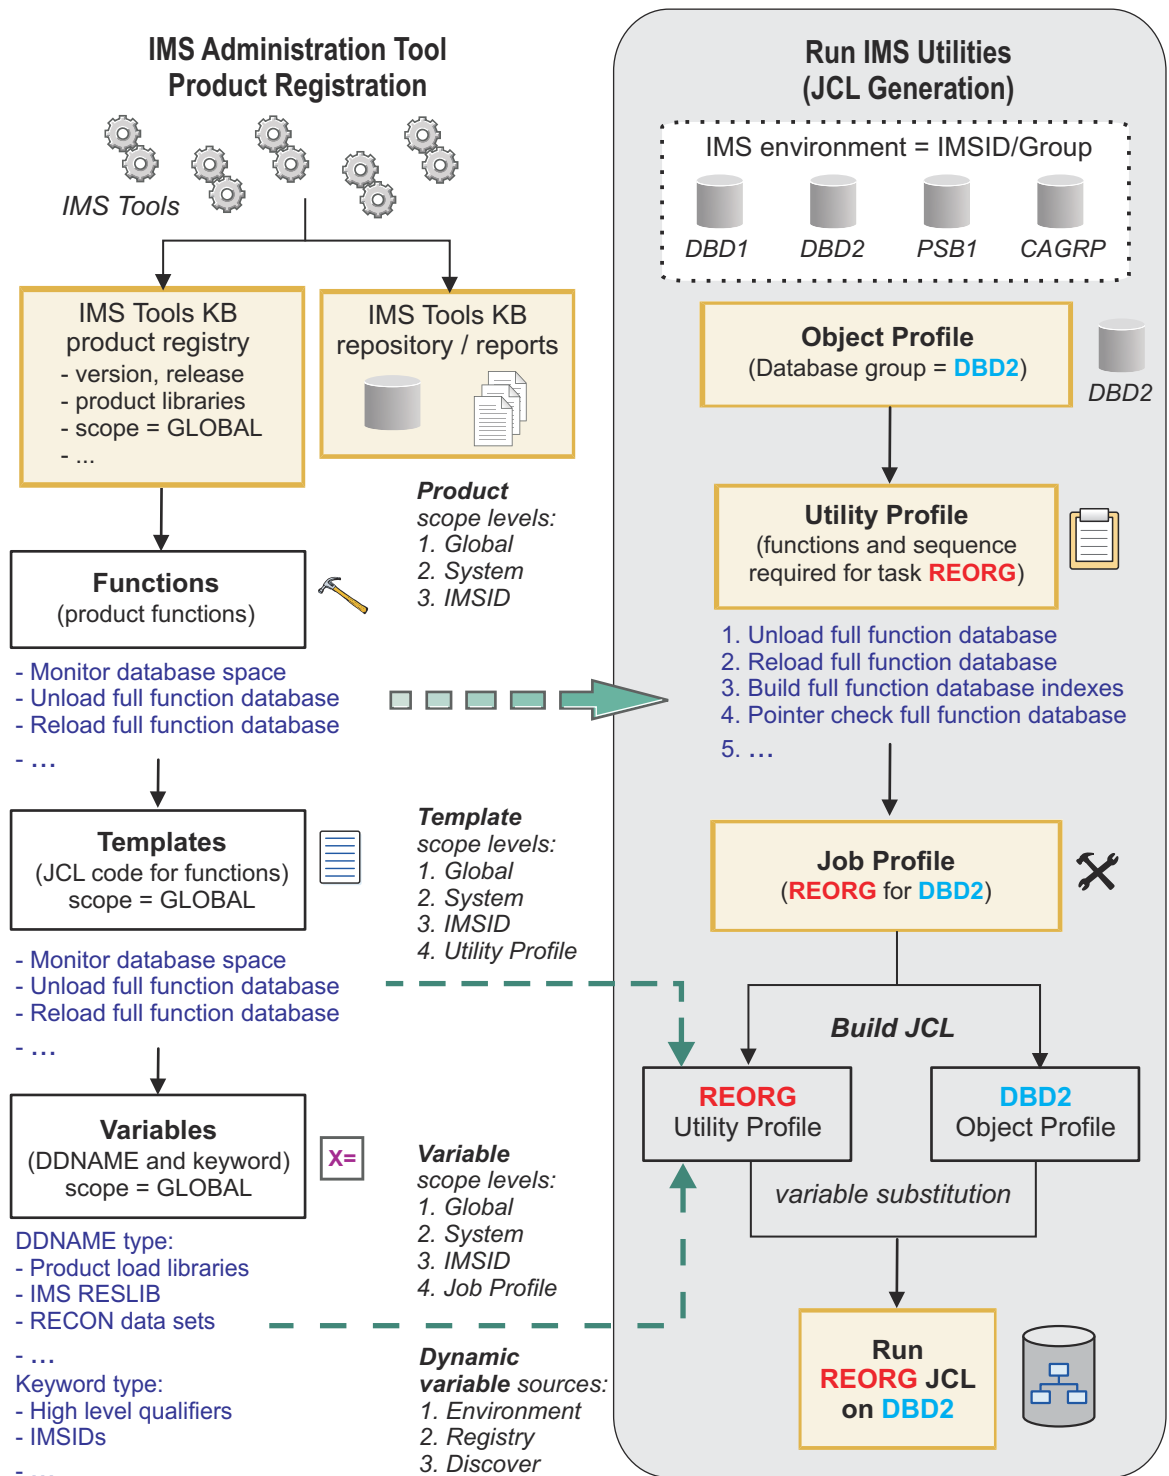 IMS Administration Tool
Product Registration
IMS Tools
IMS Tools KB
product registry
- version, release
- product libraries
- scope = GLOBAL
- ...
IMS Tools KB
repository / reports
Product
scope levels:
1. Global
2. System
3. IMSID
Functions
(product functions)
- Monitor database space
- Unload full function database
- Reload full function database
- ...
Templates
(JCL code for functions)
scope = GLOBAL
Template
scope levels:
1. Global
2. System
3. IMSID
4. Utility Profile
- Monitor database space
- Unload full function database
- Reload full function database
- ...
Variables
(DDNAME and keyword)
scope = GLOBAL
X=
Variable
scope levels:
1. Global
2. System
3. IMSID
4. Job Profile
DDNAME type:
- Product load libraries
- IMS RESLIB
- RECON data sets
- ...
Keyword type:
- High level qualifiers
- IMSIDs
- ...
Dynamic
variable sources:
1. Environment
2. Registry
3. Discover
Run IMS Utilities
(JCL Generation)
IMS environment = IMSID/Group
DBD1
DBD2
PSB1
CAGRP
Object Profile
(Database group = DBD2)
DBD2
Utility Profile
(functions and sequence
required for task REORG)
1. Unload full function database
2. Reload full function database
3. Build full function database indexes
4. Pointer check full function database
5. ...
Job Profile
(REORG for DBD2)
Build JCL
REORG
Utility Profile
DBD2
Object Profile
variable substitution
Run
REORG JCL
on DBD2